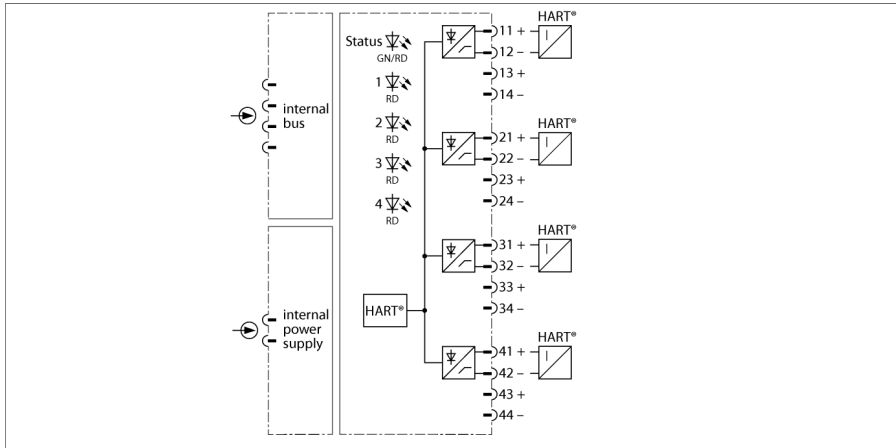 Status
GN/RD
1
RD
2
RD
3
RD
4
RD
internal
bus
internal
power
supply
HART®
11 +
12 –
13 +
14 –
HART®
I
21 +
22 –
23 +
24 –
HART®
I
31 +
32 –
33 +
34 –
HART®
I
41 +
42 –
43 +
44 –
HART®
I